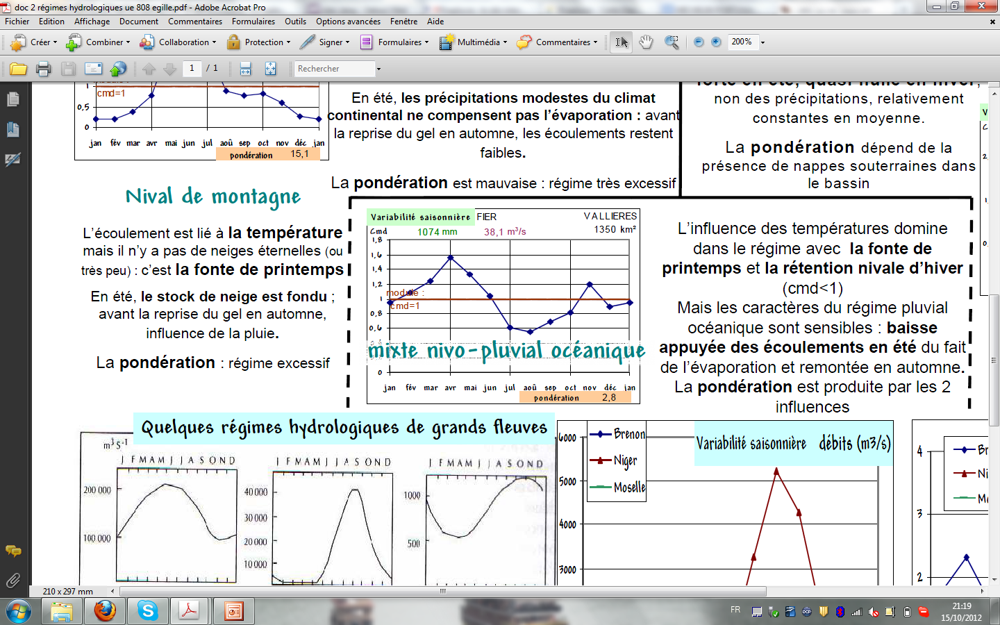 doc 2 régimes hydrologiques ue 808 egille.pdf - Adobe Acrobat Pro
Fichier Edition Affichage Document Commentaires Formulaires Outils Options avancées Fenêtre Aide
Créer Combiner Collaboration Protection Signer Formulaires Multimédia Commentaires 200%
1 / 1 Rechercher
1
cmd=1
0,5
0
jan fév mar avr mai jun jul aoû sep oct nov déc jan
pondération 15,1
En été, les précipitations modestes du climat
continental ne compensent pas l'évaporation : avant
la reprise du gel en automne, les écoulements restent
faibles.
La pondération est mauvaise : régime très excessif
forte en été, quasi nulle en hiver,
non des précipitations, relativement
constantes en moyenne.
La pondération dépend de la
présence de nappes souterraines dans
le bassin
Nival de montagne
L'écoulement est lié à la température
mais il n'y a pas de neiges éternelles (ou
très peu) : c'est la fonte de printemps
En été, le stock de neige est fondu ;
avant la reprise du gel en automne,
influence de la pluie.
La pondération : régime excessif
Variabilité saisonnière FIER VALLIERES
Cmd 1074 mm 38,1 m³/s 1350 km²
1,8
1,6
1,4
1,2
module :
1
cmd=1
0,8
0,6
mixte nivo-pluvial océanique
0
jan fév mar avr mai jun jul aoû sep oct nov déc jan
pondération 2,8
L'influence des températures domine
dans le régime avec la fonte de
printemps et la rétention nivale d'hiver
(cmd<1)
Mais les caractères du régime pluvial
océanique sont sensibles : baisse
appuyée des écoulements en été du fait
de l'évaporation et remontée en automne.
La pondération est produite par les 2
influences
Quelques régimes hydrologiques de grands fleuves
m³ s⁻¹
J F M A M J J A S O N D
200 000
100 000
J F M A M J J A S O N D
40 000
30 000
20 000
10 000
J F M A M J J A S O N D
1000
500
Brenon
Niger
Moselle
Variabilité saisonnière débits (m3/s)
6000
5000
4000
3000
4
3
2
Br
Ni
Mo
210 x 297 mm
FR 21:19
15/10/2012